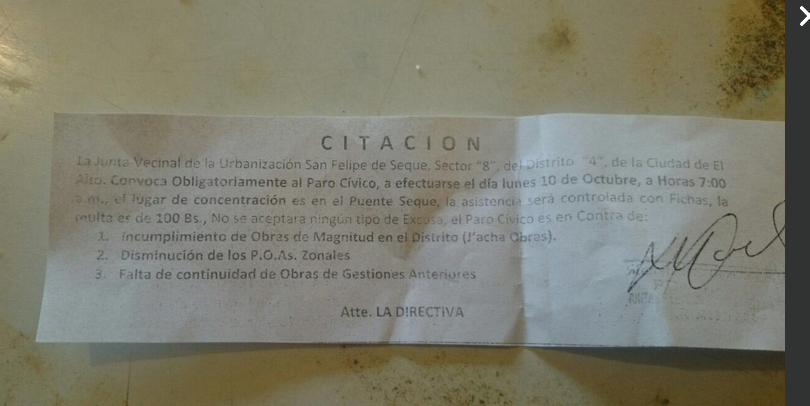 CITACION
La Junta Vecinal de la Urbanización San Felipe de Seque, Sector "8", del Distrito "4", de la Ciudad de El
Alto. Convoca Obligatoriamente al Paro Cívico, a efectuarse el día lunes 10 de Octubre, a Horas 7:00
a.m., el lugar de concentración es en el Puente Seque, la asistencia será controlada con Fichas, la
multa es de 100 Bs., No se aceptara ningún tipo de Excusa, el Paro Cívico es en Contra de:
1. Incumplimiento de Obras de Magnitud en el Distrito (J'acha Obras).
2. Disminución de los P.O.As. Zonales
3. Falta de continuidad de Obras de Gestiones Anteriores
Atte. LA DIRECTIVA